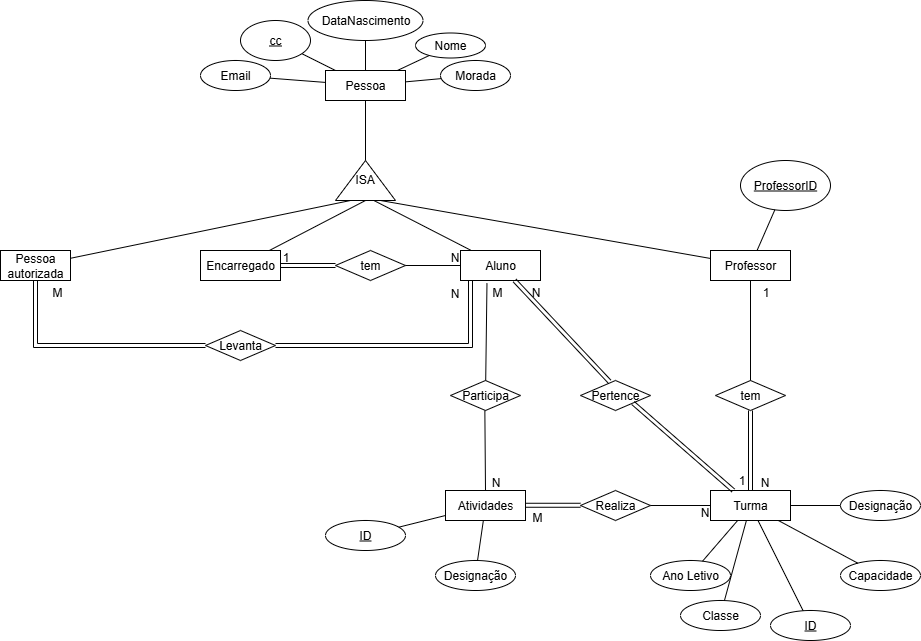 DataNascimento
cc
Nome
Email
Pessoa
Morada
ISA
ProfessorID
Pessoa
autorizada
Encarregado
1
tem
N
Aluno
Professor
M
N
M
N
1
Levanta
Participa
Pertence
tem
N
1
N
Atividades
M
Realiza
N
Turma
Designação
ID
Designação
Ano Letivo
Capacidade
Classe
ID